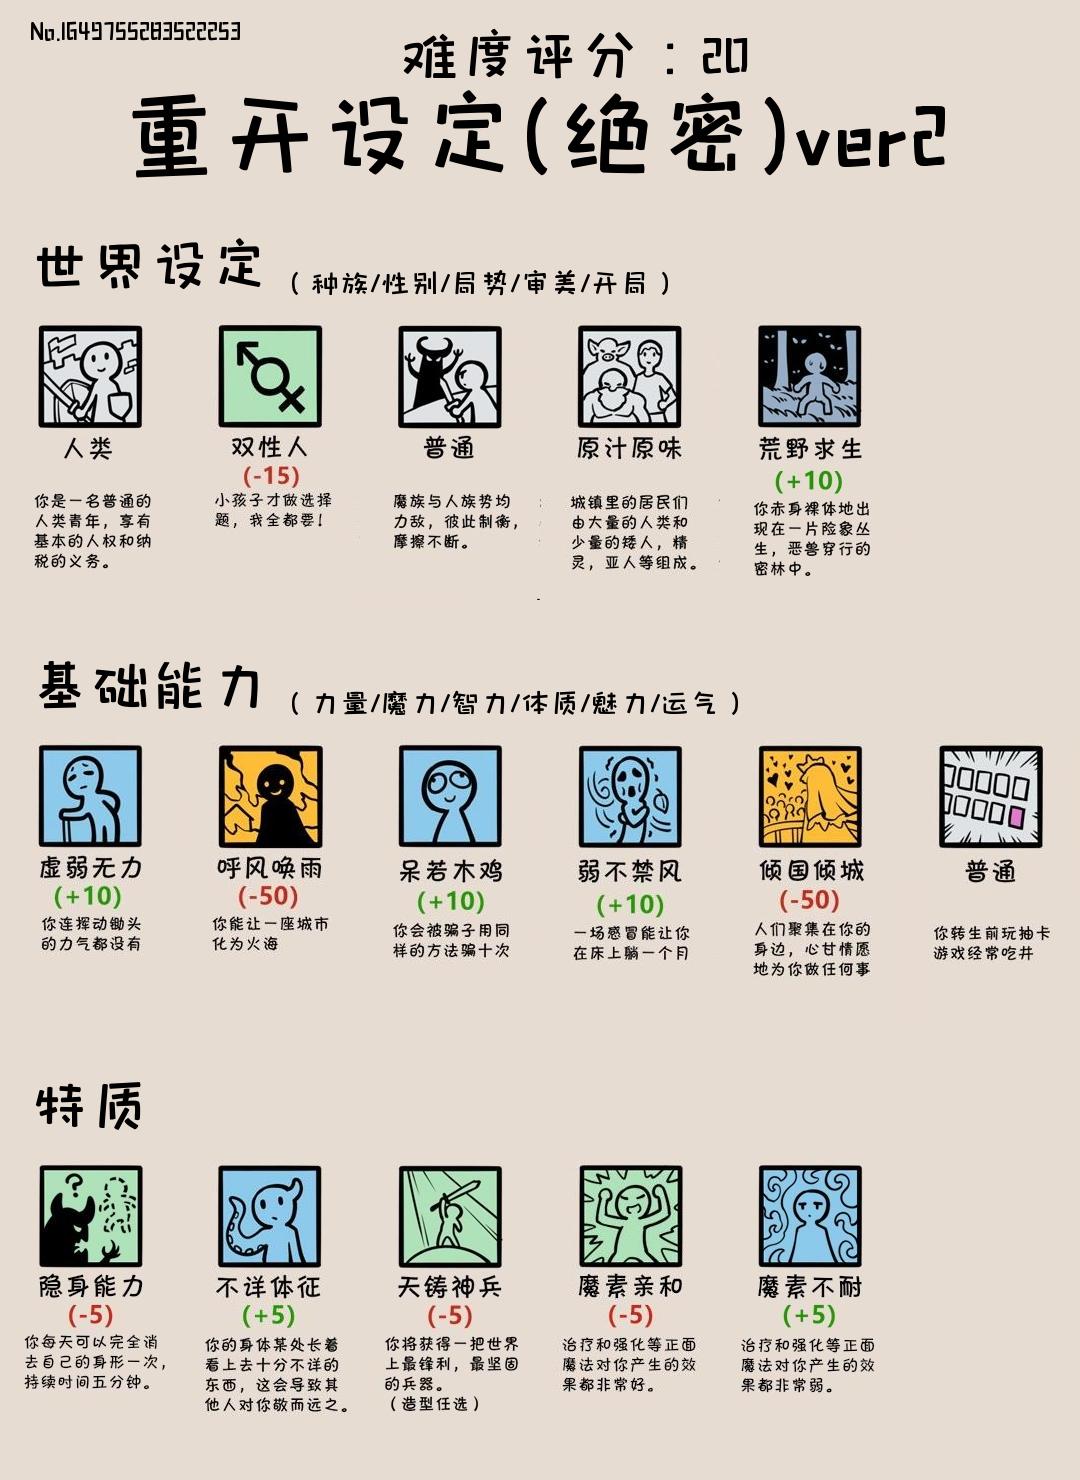 No.1649755283522253
难度评分：20
重开设定(绝密)ver2
世界设定（种族/性别/局势/审美/开局）
人类
你是一名普通的
人类青年，享有
基本的人权和纳
税的义务。
双性人
(-15)
小孩子才做选择
题，我全都要！
普通
魔族与人族势均
力敌，彼此制衡，
摩擦不断。
原汁原味
城镇里的居民们
由大量的人类和
少量的矮人，精
灵，亚人等组成。
荒野求生
(+10)
你赤身裸体地出
现在一片险象丛
生，恶兽穿行的
密林中。
基础能力（力量/魔力/智力/体质/魅力/运气）
虚弱无力
(+10)
你连挥动锄头
的力气都没有
呼风唤雨
(-50)
你能让一座城市
化为火海
呆若木鸡
(+10)
你会被骗子用同
样的方法骗十次
弱不禁风
(+10)
一场感冒能让你
在床上躺一个月
倾国倾城
(-50)
人们聚集在你的
身边，心甘情愿
地为你做任何事
普通
你转生前玩抽卡
游戏经常吃井
特质
隐身能力
(-5)
你每天可以完全消
去自己的身形一次，
持续时间五分钟。
不详体征
(+5)
你的身体某处长着
看上去十分不详的
东西，这会导致其
他人对你敬而远之。
天铸神兵
(-5)
你将获得一把世界
上最锋利，最坚固
的兵器。
（造型任选）
魔素亲和
(-5)
治疗和强化等正面
魔法对你产生的效
果都非常好。
魔素不耐
(+5)
治疗和强化等正面
魔法对你产生的效
果都非常弱。